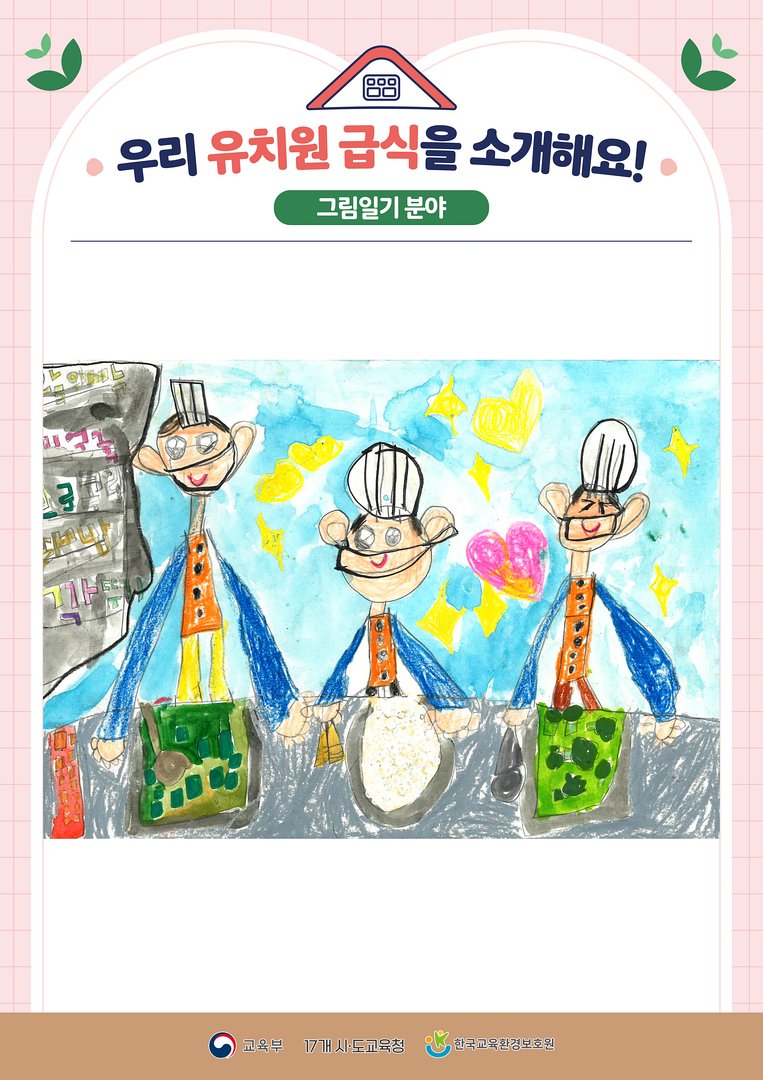 우리 유치원 급식을 소개해요!
그림일기 분야
교육부
17개 시·도교육청
한국교육환경보호원